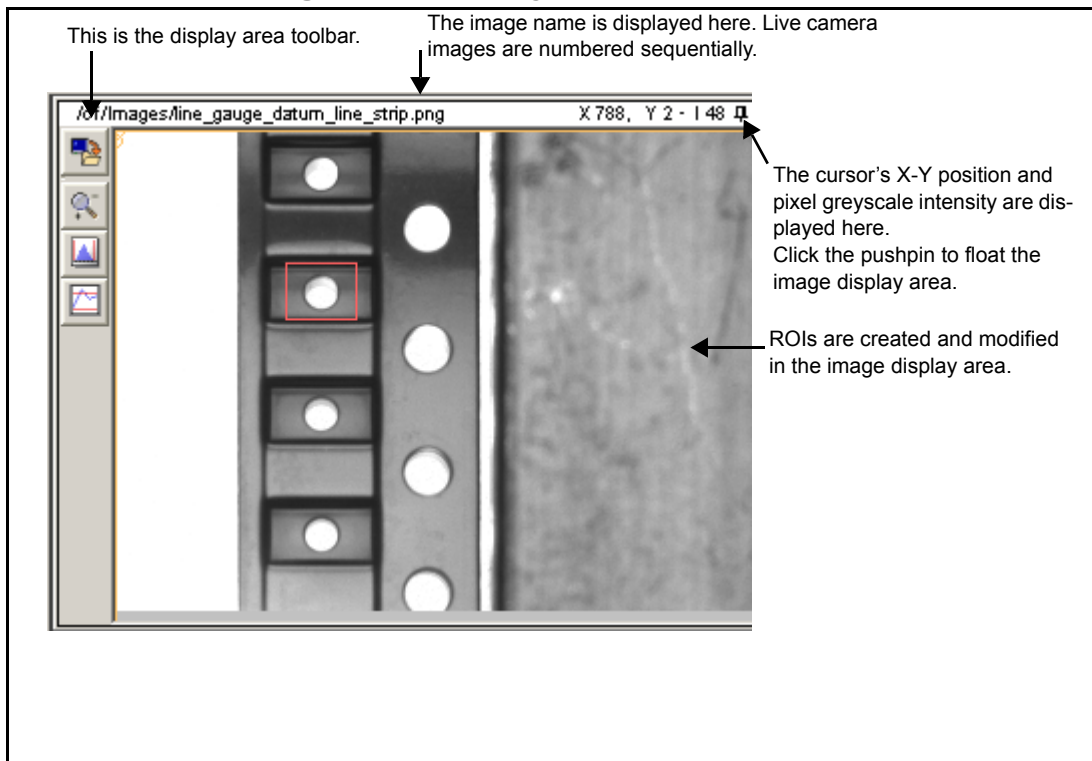 This is the display area toolbar.
The image name is displayed here. Live camera
images are numbered sequentially.
/cf/Images/line_gauge_datum_line_strip.png
X 788, Y 2 - I 48
The cursor's X-Y position and
pixel greyscale intensity are dis-
played here.
Click the pushpin to float the
image display area.
ROIs are created and modified
in the image display area.